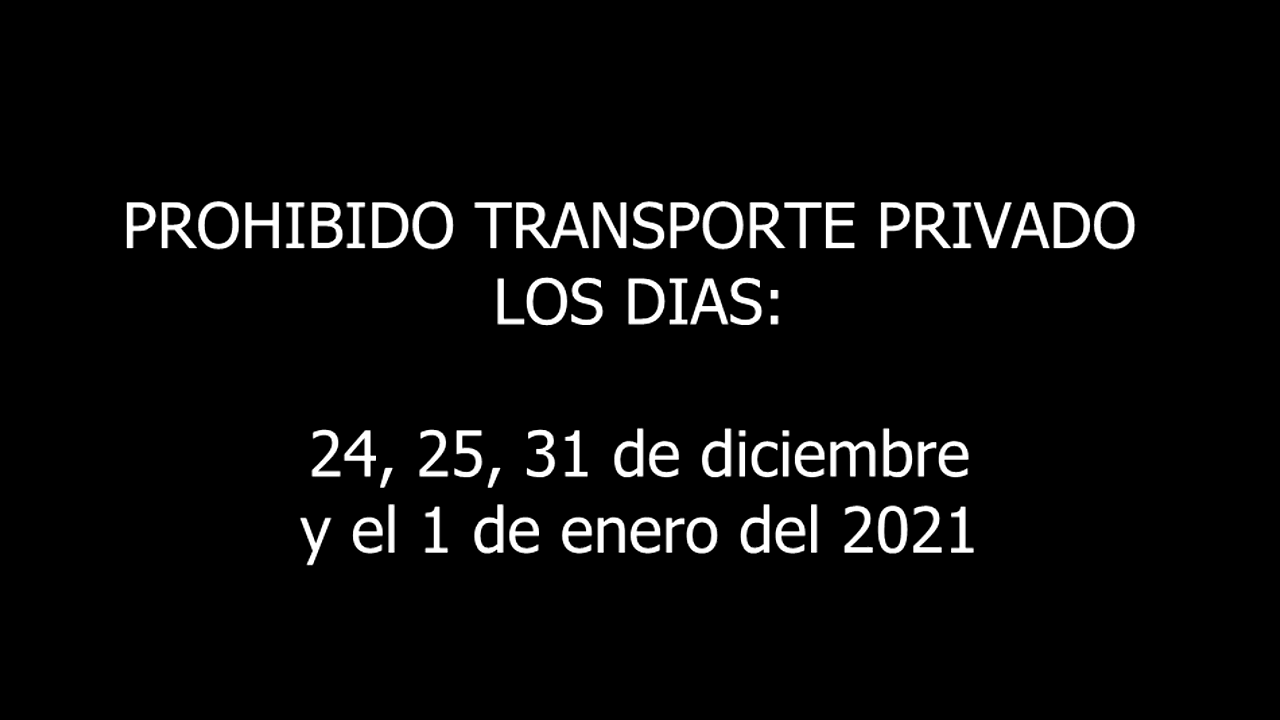 PROHIBIDO TRANSPORTE PRIVADO
LOS DIAS:
24, 25, 31 de diciembre
y el 1 de enero del 2021